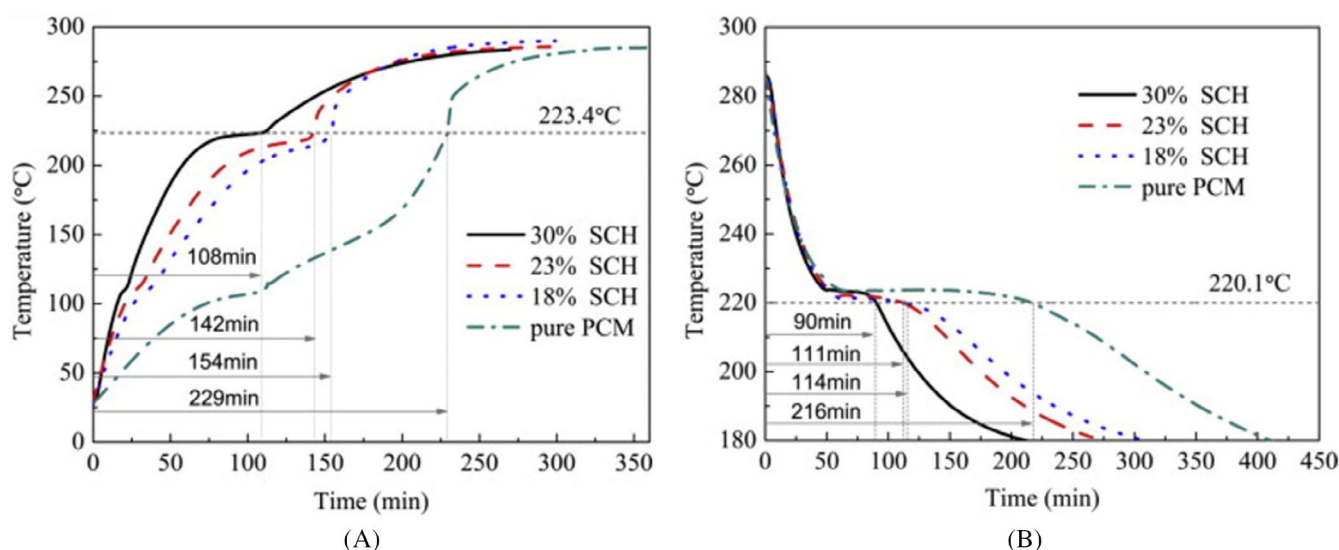 300
250
200
150
100
50
0
Temperature (°C)
223.4°C
30% SCH
23% SCH
18% SCH
pure PCM
108min
142min
154min
229min
0 50 100 150 200 250 300 350
Time (min)
(A)
300
280
260
240
220
200
180
Temperature (°C)
30% SCH
23% SCH
18% SCH
pure PCM
220.1°C
90min
111min
114min
216min
0 50 100 150 200 250 300 350 400 450
Time (min)
(B)